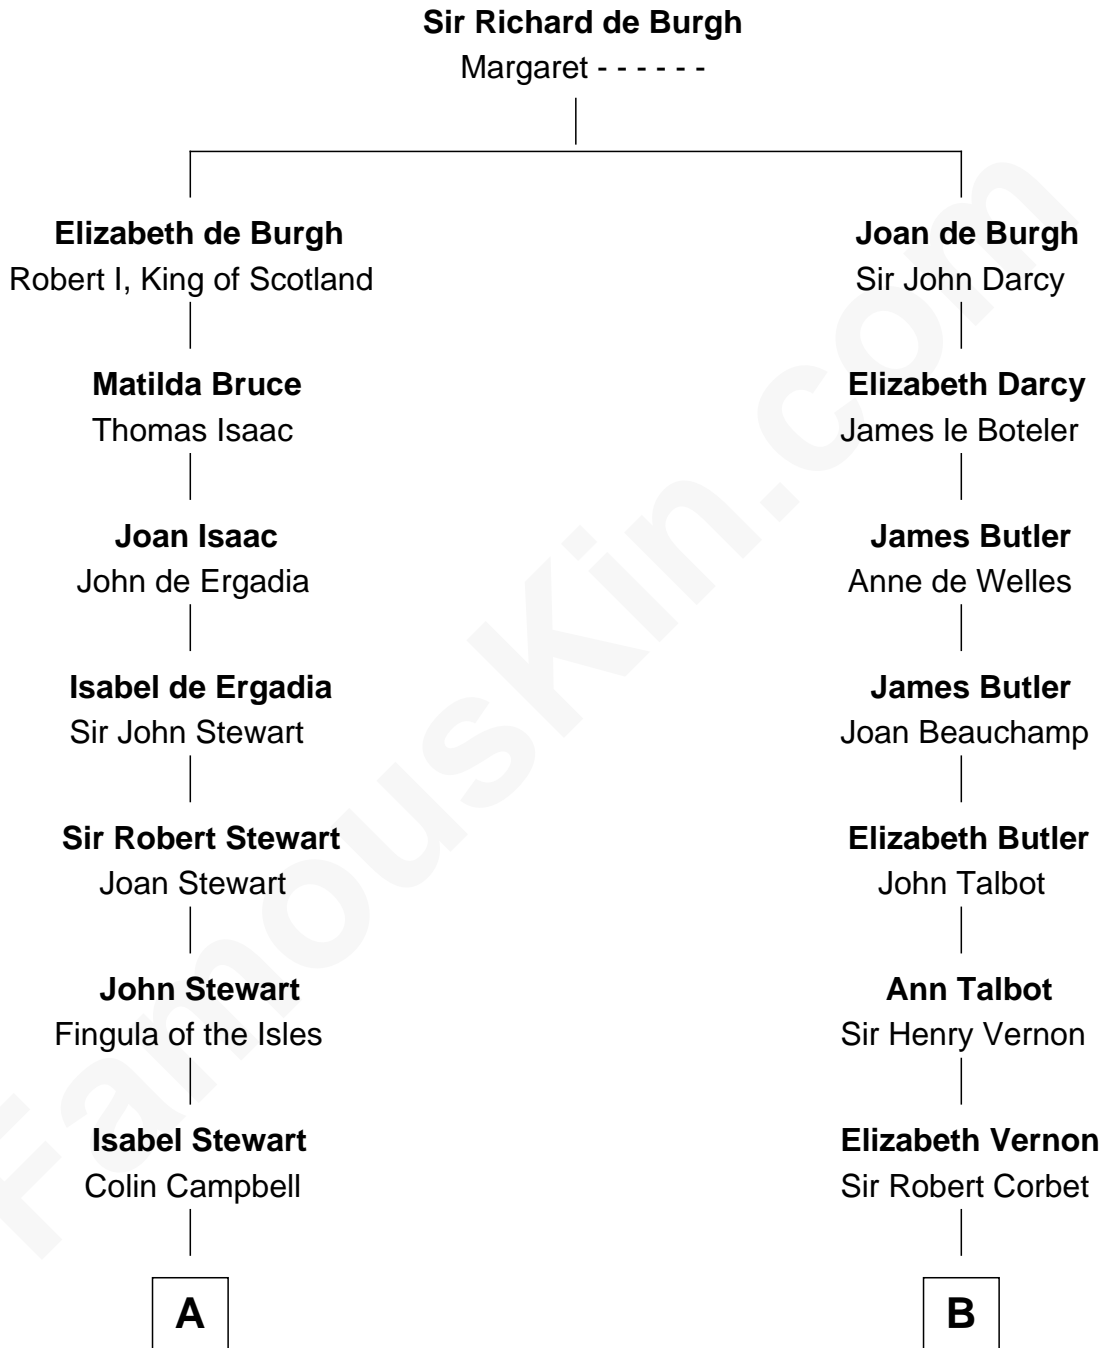 Sir Richard de Burgh
Margaret - - - - - -
Elizabeth de Burgh
Robert I, King of Scotland
Matilda Bruce
Thomas Isaac
Joan Isaac
John de Ergadia
Isabel de Ergadia
Sir John Stewart
Sir Robert Stewart
Joan Stewart
John Stewart
Fingula of the Isles
Isabel Stewart
Colin Campbell
A
Joan de Burgh
Sir John Darcy
Elizabeth Darcy
James le Boteler
James Butler
Anne de Welles
James Butler
Joan Beauchamp
Elizabeth Butler
John Talbot
Ann Talbot
Sir Henry Vernon
Elizabeth Vernon
Sir Robert Corbet
B
FamousKin.com